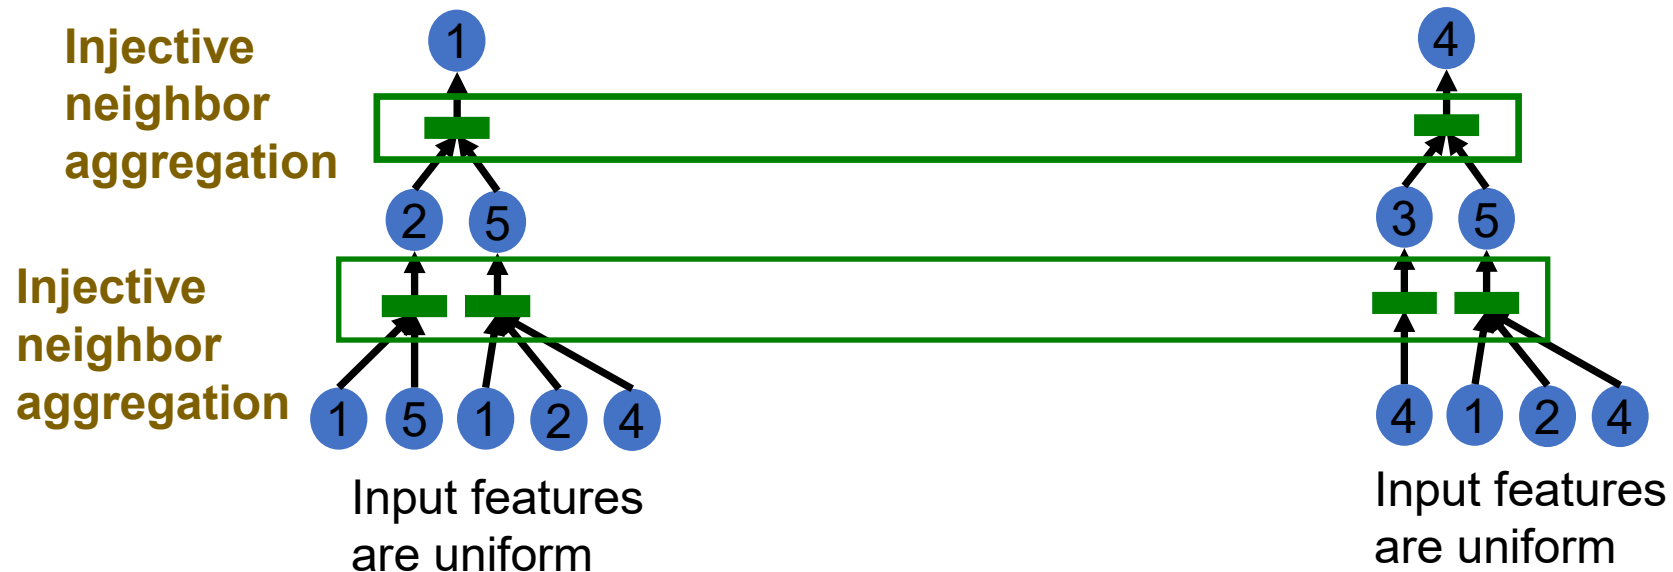 Injective
neighbor
aggregation
1
4
2
5
3
5
Injective
neighbor
aggregation
1
5
1
2
4
4
1
2
4
Input features
are uniform
Input features
are uniform